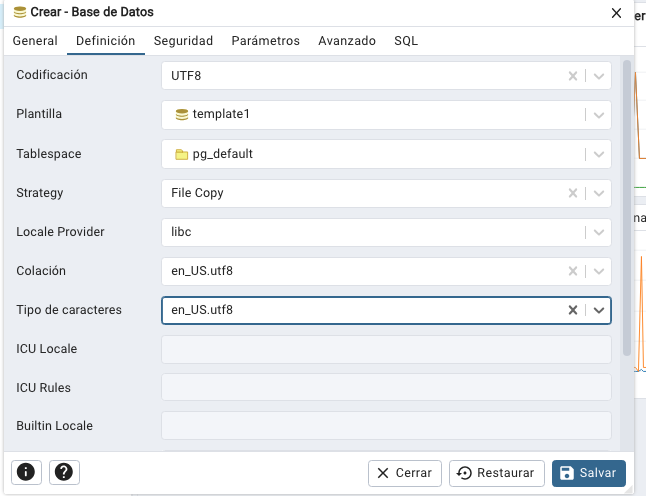 Crear - Base de Datos
er
General Definición Seguridad Parámetros Avanzado SQL
Codificación UTF8
Plantilla template1
Tablespace pg_default
Strategy File Copy
na
Locale Provider libc
Colación en_US.utf8
Tipo de caracteres en_US.utf8
ICU Locale
ICU Rules
Builtin Locale
Cerrar Restaurar Salvar